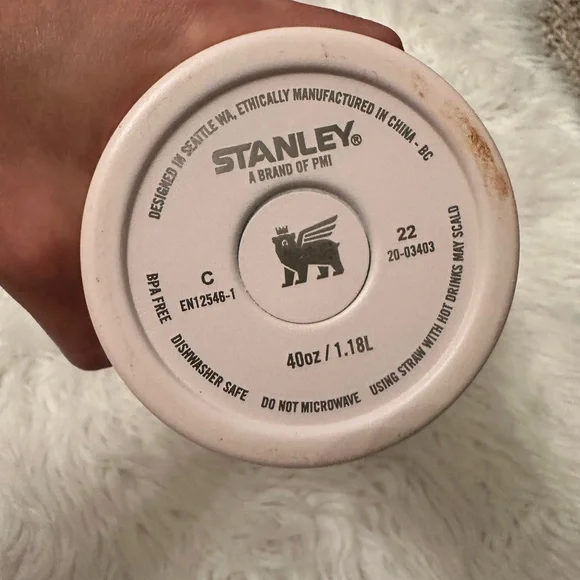 DESIGNED IN SEATTLE WA, ETHICALLY MANUFACTURED IN CHINA - BC
STANLEY®
A BRAND OF PMI
C
EN12546-1
22
20-03403
40oz / 1.18L
BPA FREE
DISHWASHER SAFE
DO NOT MICROWAVE
USING STRAW WITH HOT DRINKS MAY SCALD